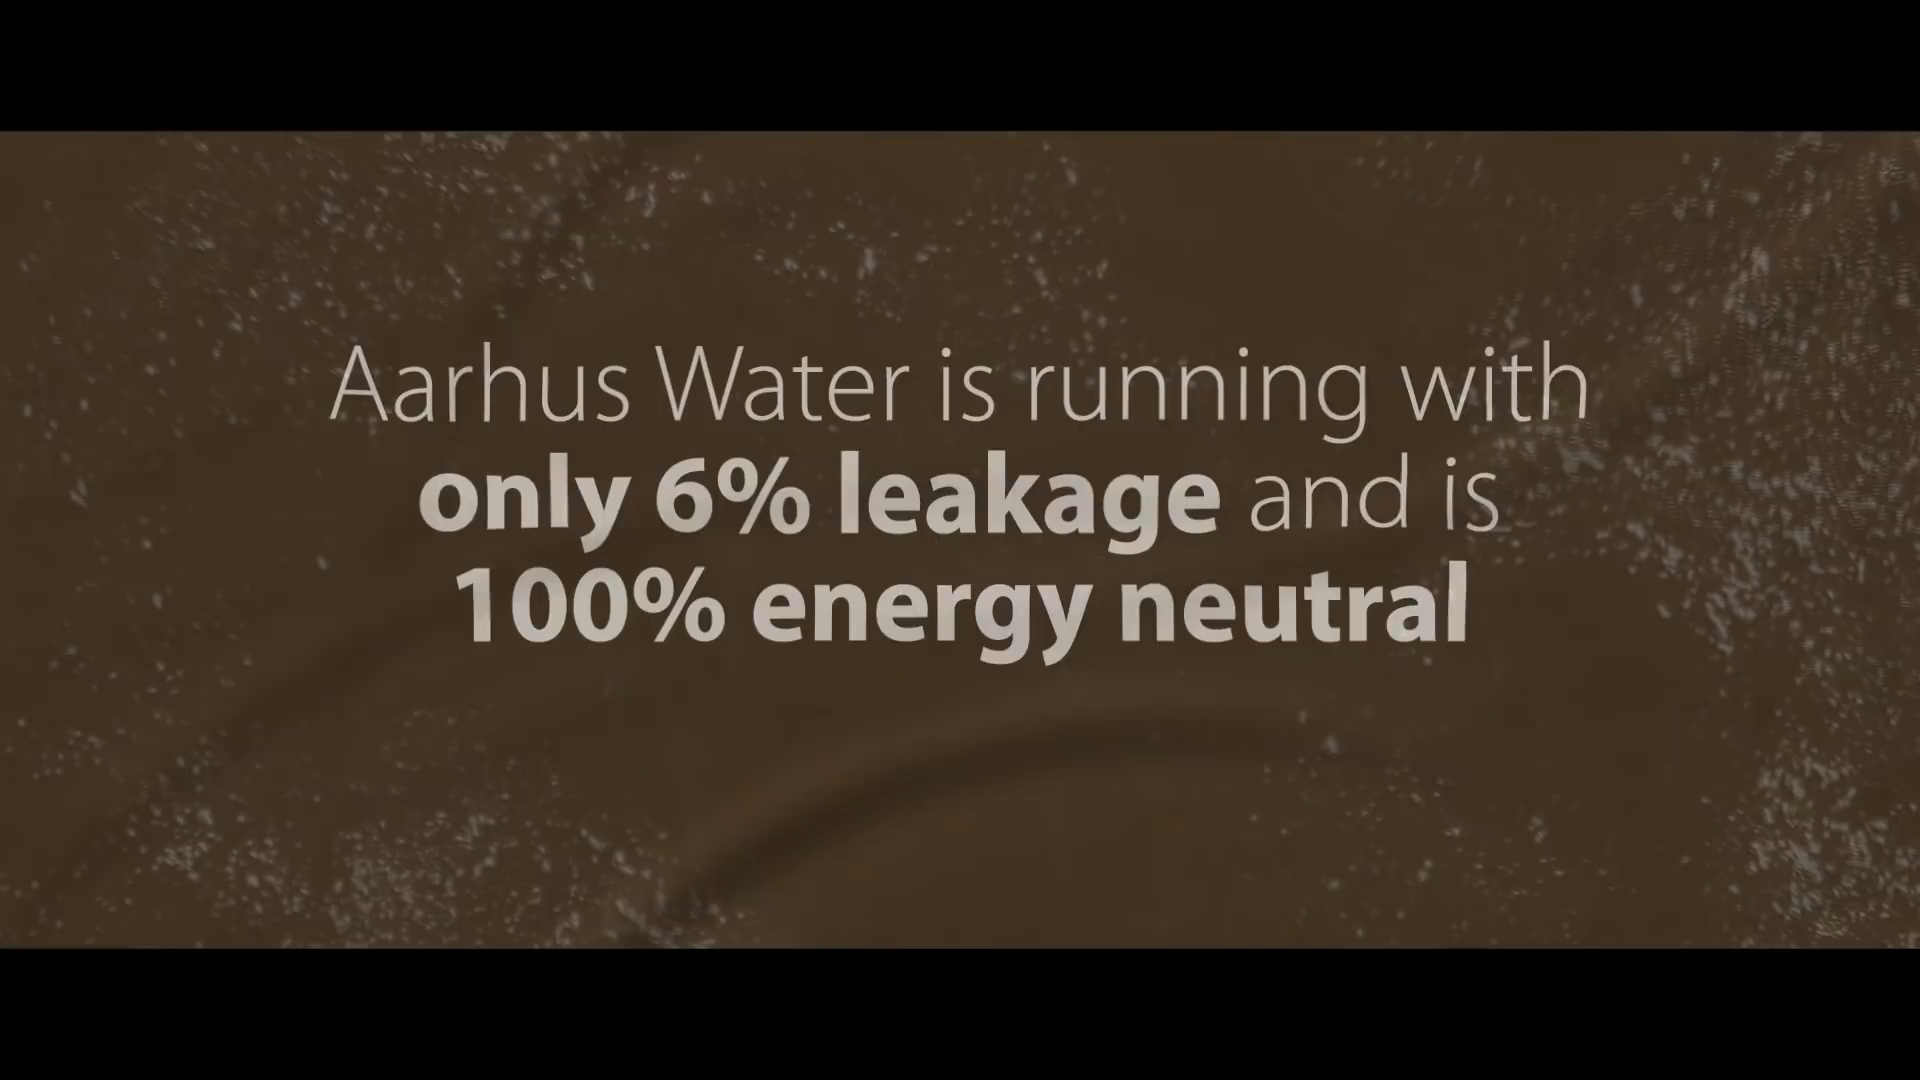 Aarhus Water is running with
only 6% leakage and is
100% energy neutral